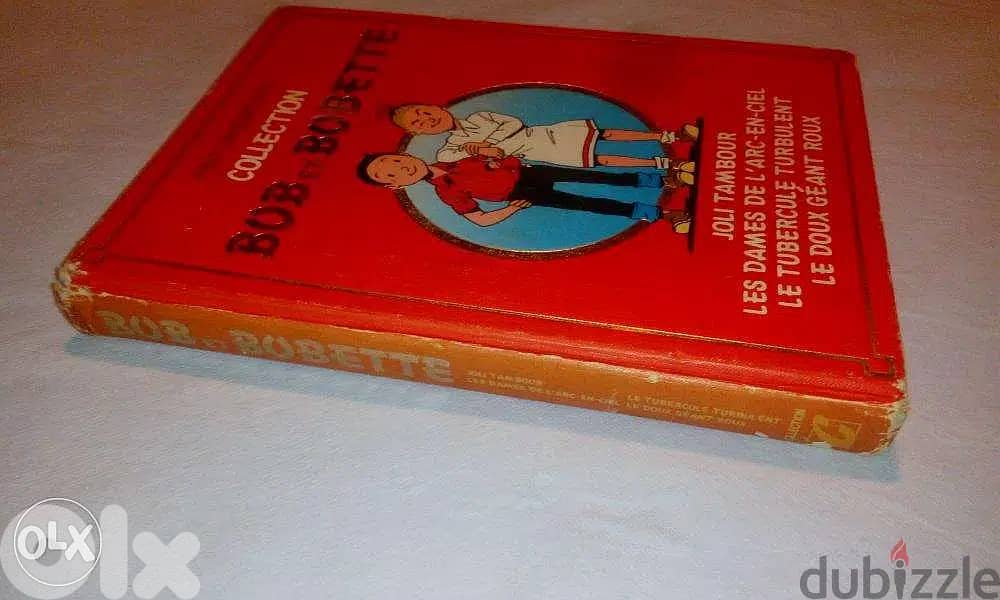 COLLECTION
BOB ET BOBETTE
JOLI TAMBOUR
LES DAMES DE L'ARC-EN-CIEL
LE TUBERCULE TURBULENT
LE DOUX GÉANT ROUX
BOB ET BOBETTE
JOLI TAMBOUR
LES DAMES DE L'ARC-EN-CIEL
LE TUBERCULE TURBULENT
LE DOUX GÉANT ROUX
COLLECTION
OLX
olx
dubizzle